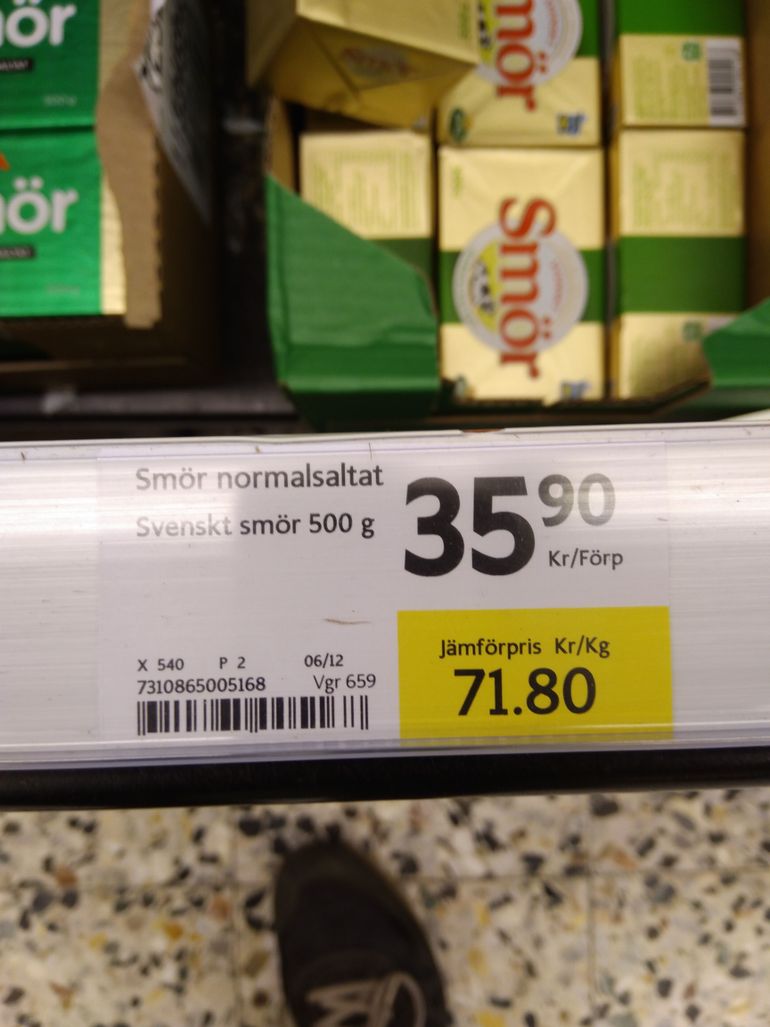 Smör
Smör
Smör normalsaltat
Svenskt smör 500 g
35 90
Kr/Förp
Jämförpris Kr/Kg
71.80
X 540 P 2 06/12
7310865005168 Vgr 659